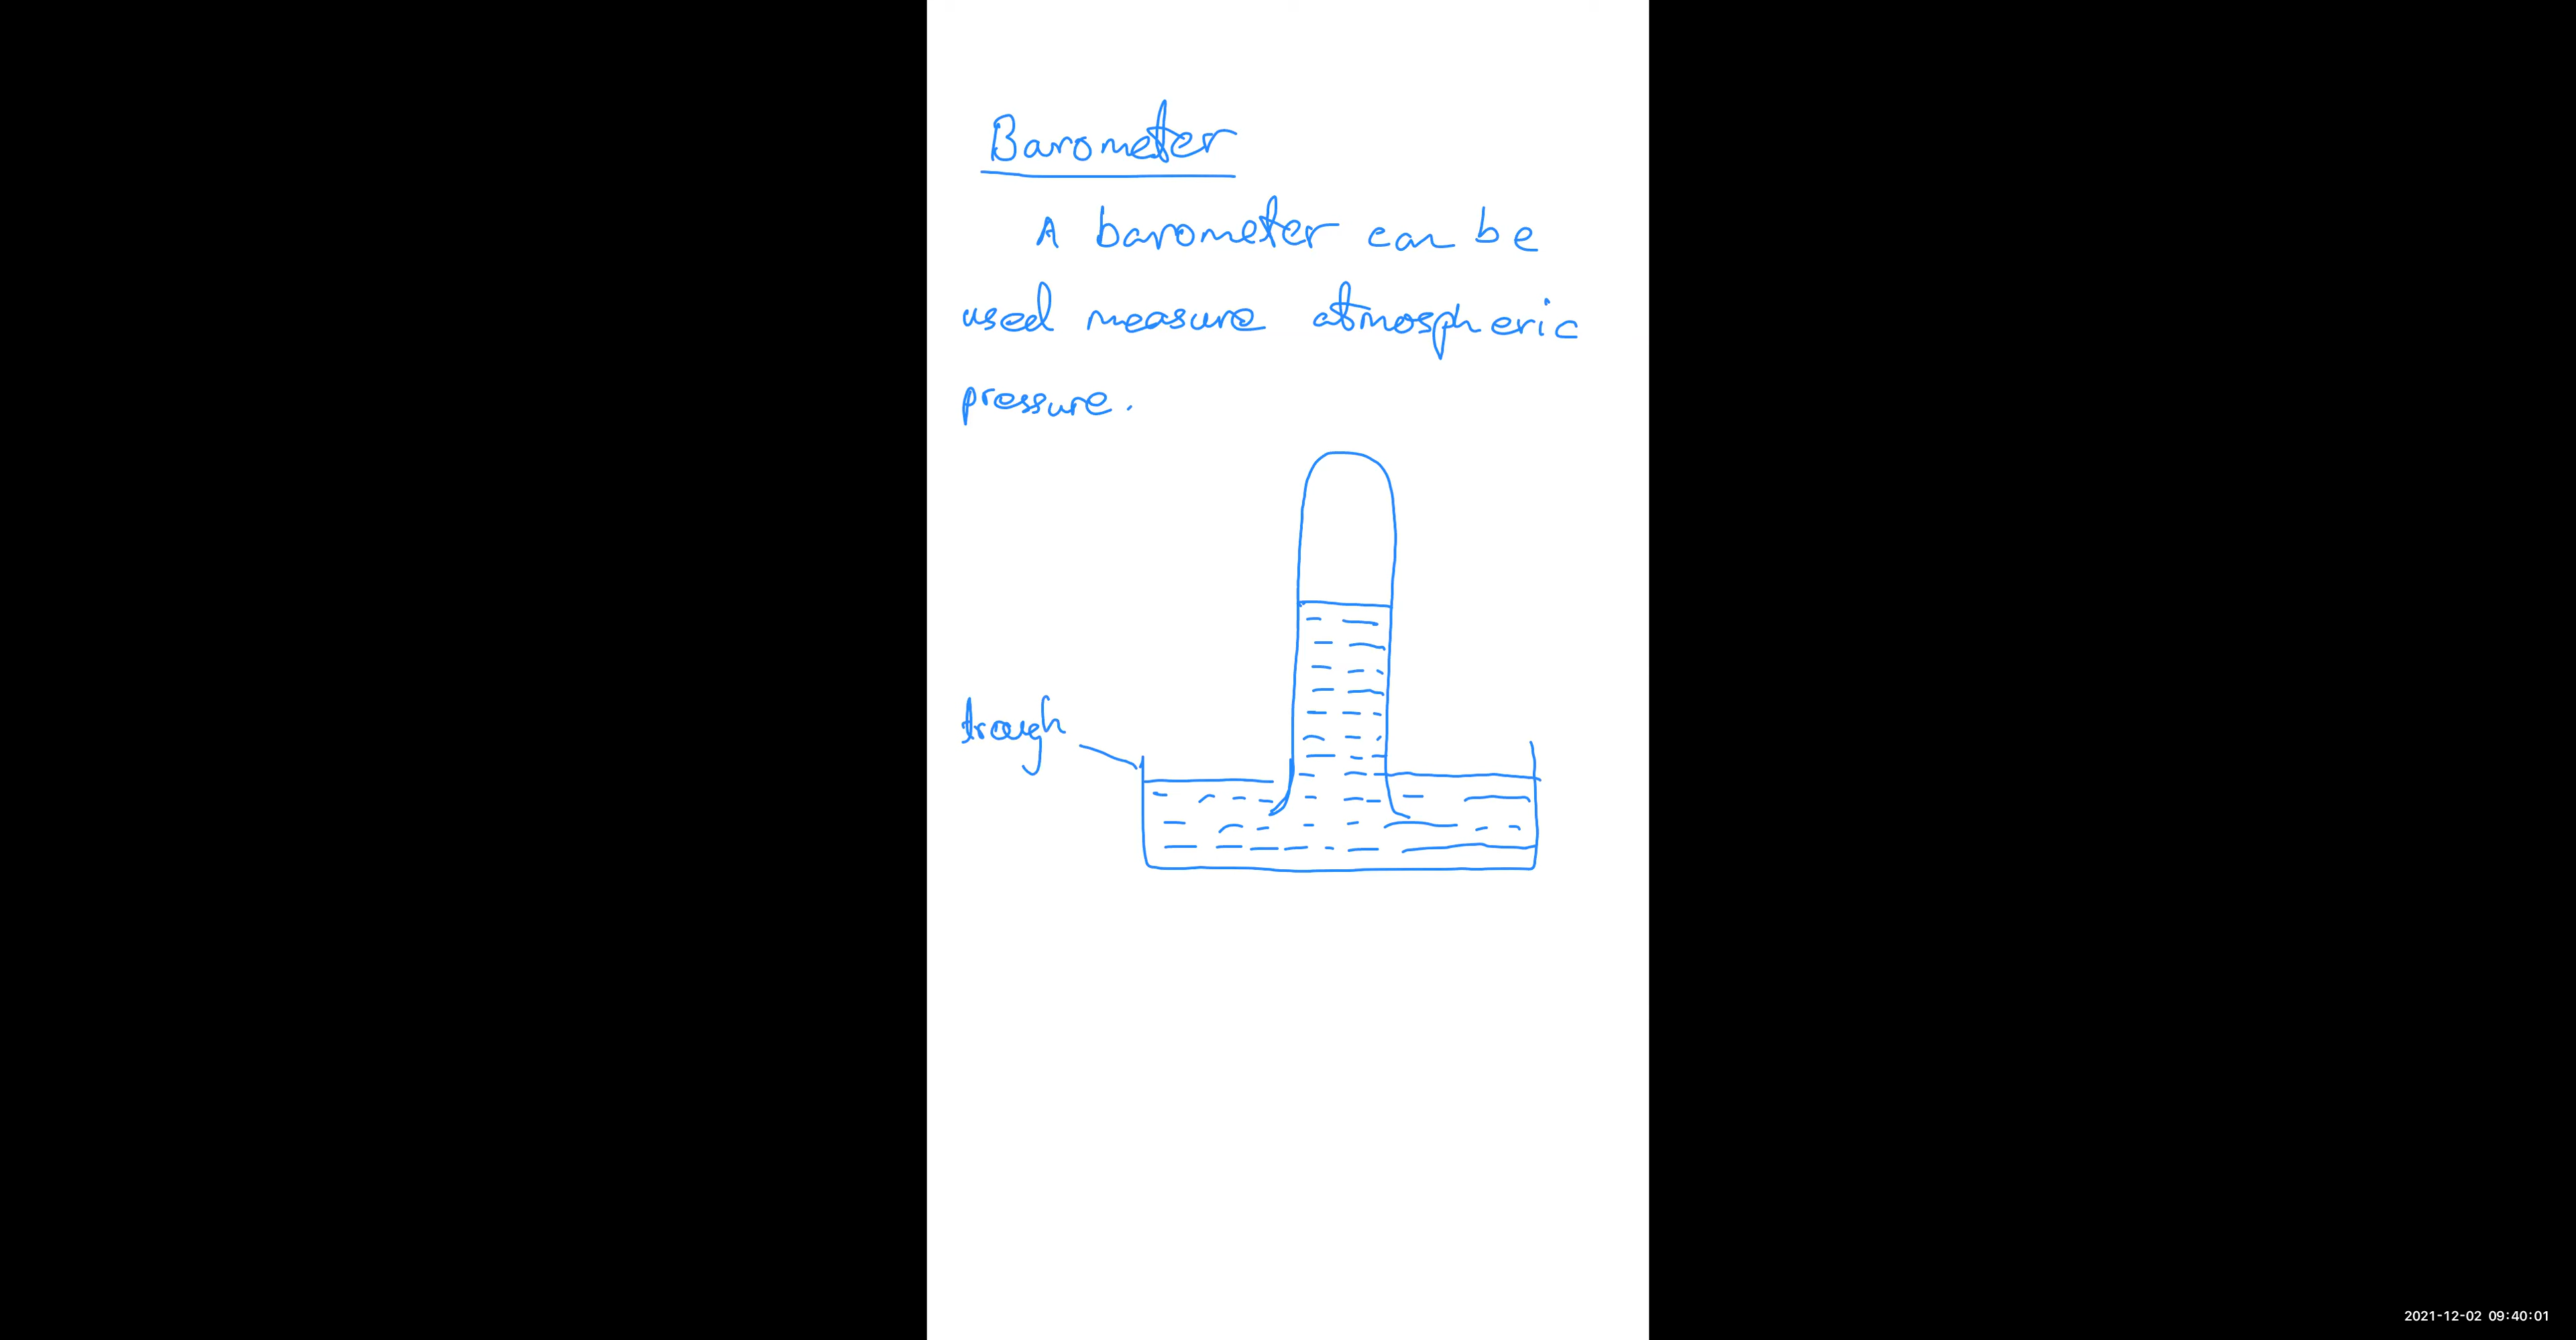 Barometer
A barometer can be
used measure atmospheric
pressure.
trough
2021-12-02 09:40:01